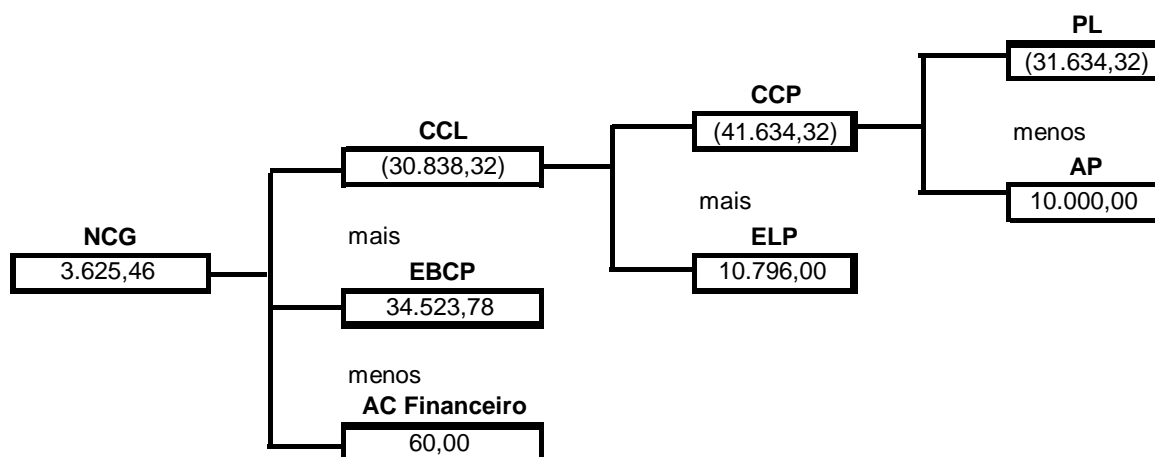 PL
(31.634,32)
CCP
menos
(41.634,32)
CCL
AP
(30.838,32)
10.000,00
mais
NCG
mais
ELP
3.625,46
EBCP
10.796,00
34.523,78
menos
AC Financeiro
60,00